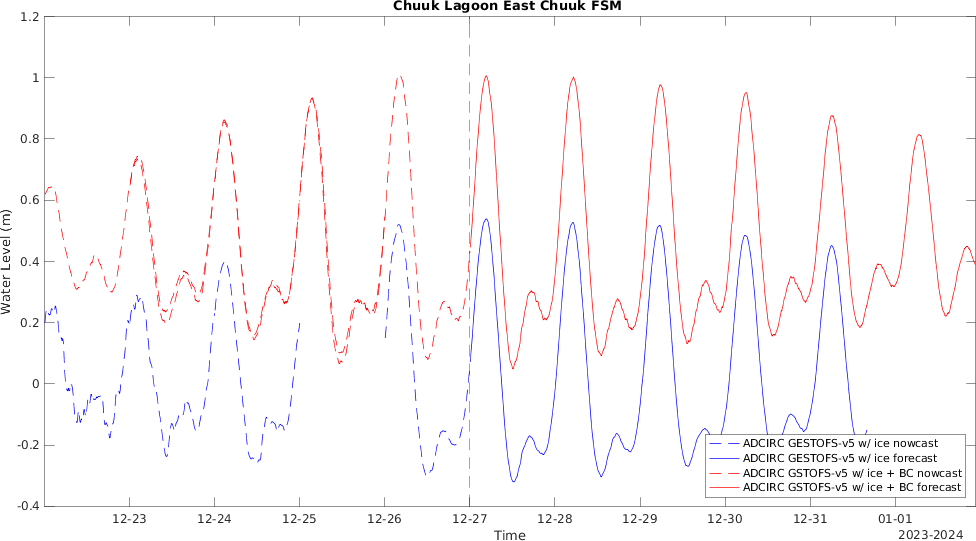 Chuuk Lagoon East Chuuk FSM
1.2
1
0.8
0.6
0.4
0.2
0
-0.2
-0.4
Water Level (m)
ADCIRC GESTOFS-v5 w/ ice nowcast
ADCIRC GESTOFS-v5 w/ ice forecast
ADCIRC GSTOFS-v5 w/ ice + BC nowcast
ADCIRC GSTOFS-v5 w/ ice + BC forecast
12-23 12-24 12-25 12-26 12-27 12-28 12-29 12-30 12-31 01-01
Time
2023-2024